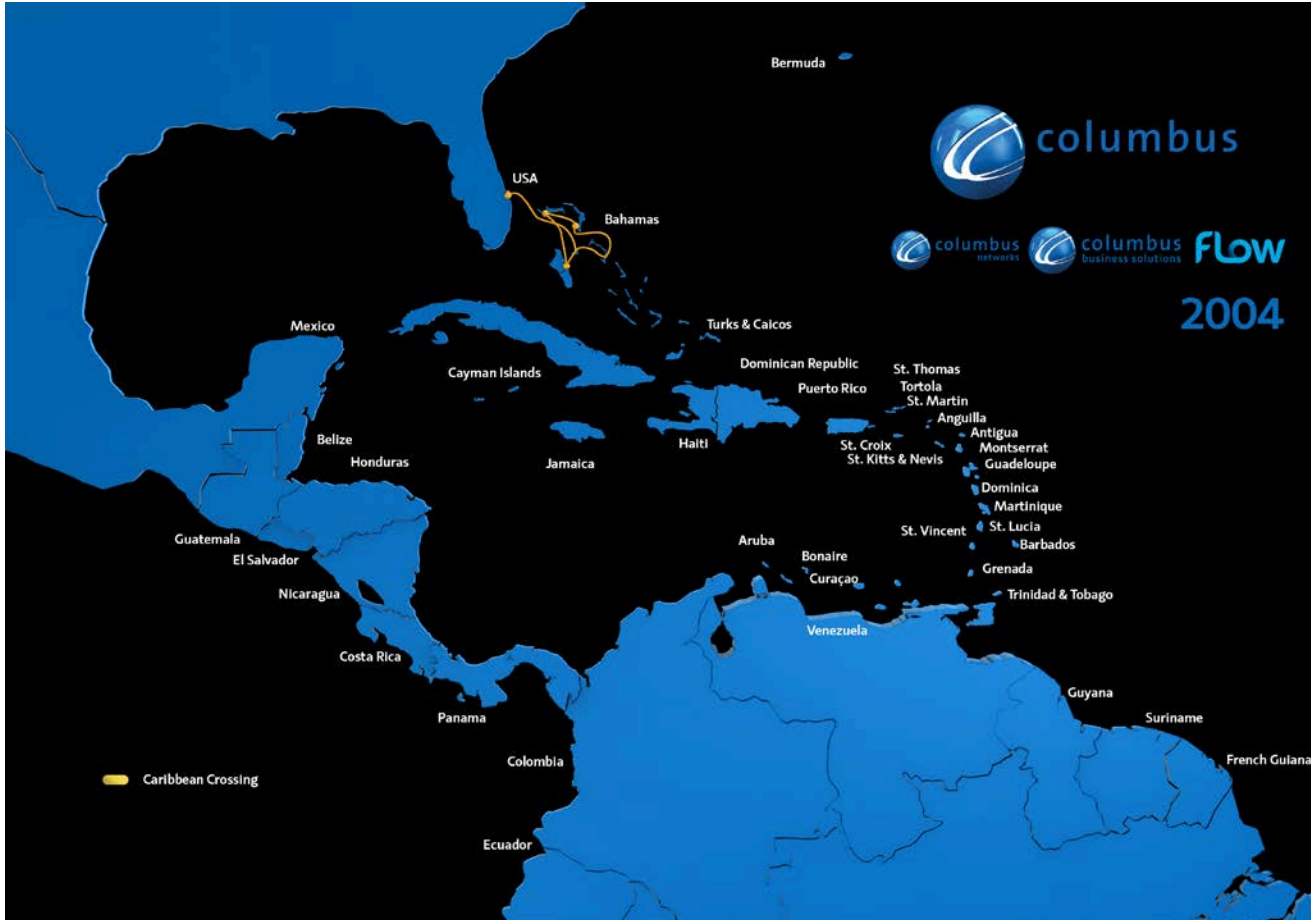 Bermuda
columbus
USA
Bahamas
columbus
networks
columbus
business solutions
FLOW
2004
Mexico
Turks & Caicos
Cayman Islands
Dominican Republic
St. Thomas
Puerto Rico
Tortola
St. Martin
Anguilla
Belize
Haiti
St. Croix
Antigua
Honduras
Jamaica
St. Kitts & Nevis
Montserrat
Guadeloupe
Dominica
Martinique
Guatemala
St. Vincent
St. Lucia
El Salvador
Aruba
Bonaire
Barbados
Curaçao
Grenada
Nicaragua
Trinidad & Tobago
Venezuela
Costa Rica
Guyana
Panama
Suriname
Colombia
French Guiana
Caribbean Crossing
Ecuador